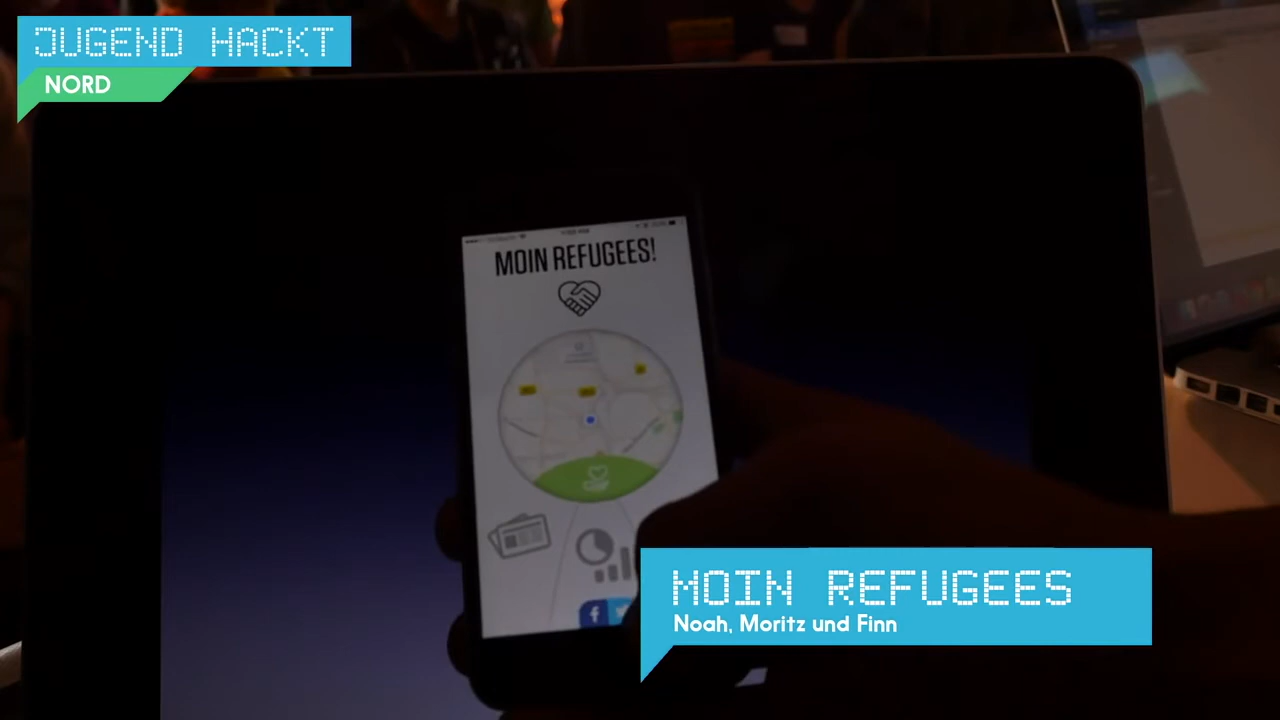 JUGEND HACKT
NORD
MOIN REFUGEES!
MOIN REFUGEES
Noah, Moritz und Finn